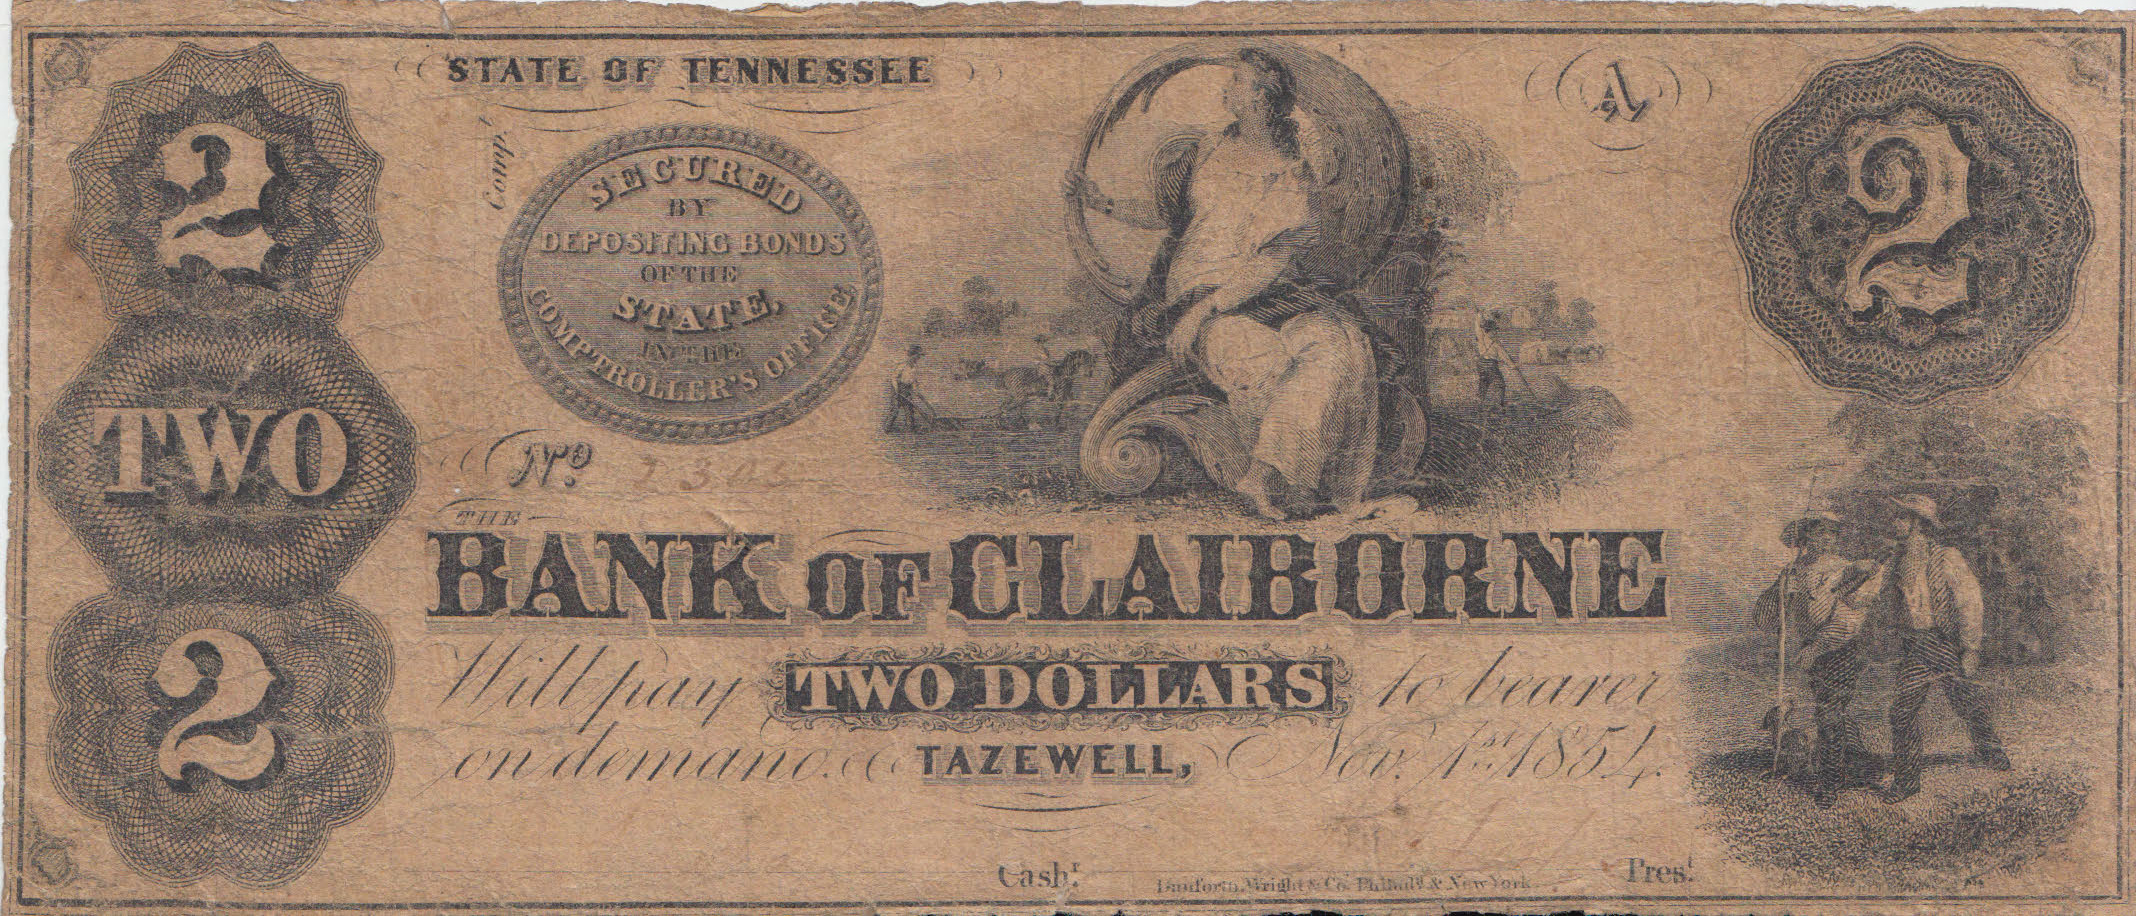 STATE OF TENNESSEE
A
2
2
Comp.r
SECURED
BY
DEPOSITING BONDS
OF THE
STATE,
IN THE
COMPTROLLER'S OFFICE
TWO
No.
THE
BANK OF CLAIBORNE
Will pay TWO DOLLARS to bearer
on demand. TAZEWELL, Nov. 1st 1854.
2
Cash.r
Danforth, Wright & Co. Philad.a & New York
Pres.t